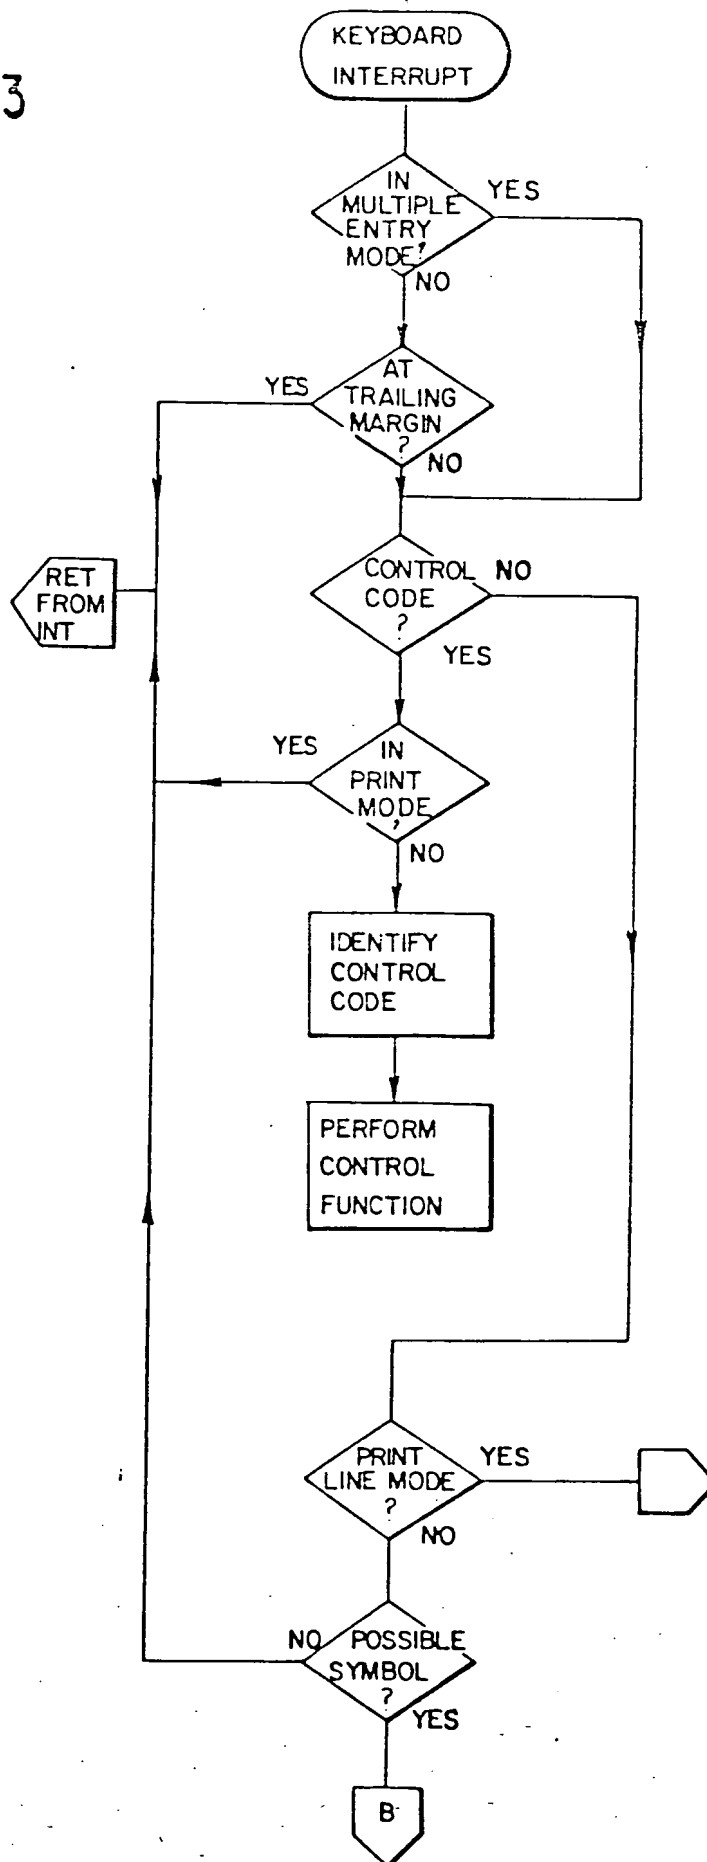 3
KEYBOARD
INTERRUPT
IN
MULTIPLE
ENTRY
MODE?
YES
NO
AT
TRAILING
MARGIN
?
YES
NO
CONTROL
CODE
?
NO
YES
RET
FROM
INT
IN
PRINT
MODE
?
YES
NO
IDENTIFY
CONTROL
CODE
PERFORM
CONTROL
FUNCTION
PRINT
LINE MODE
?
YES
NO
POSSIBLE
SYMBOL
?
NO
YES
B